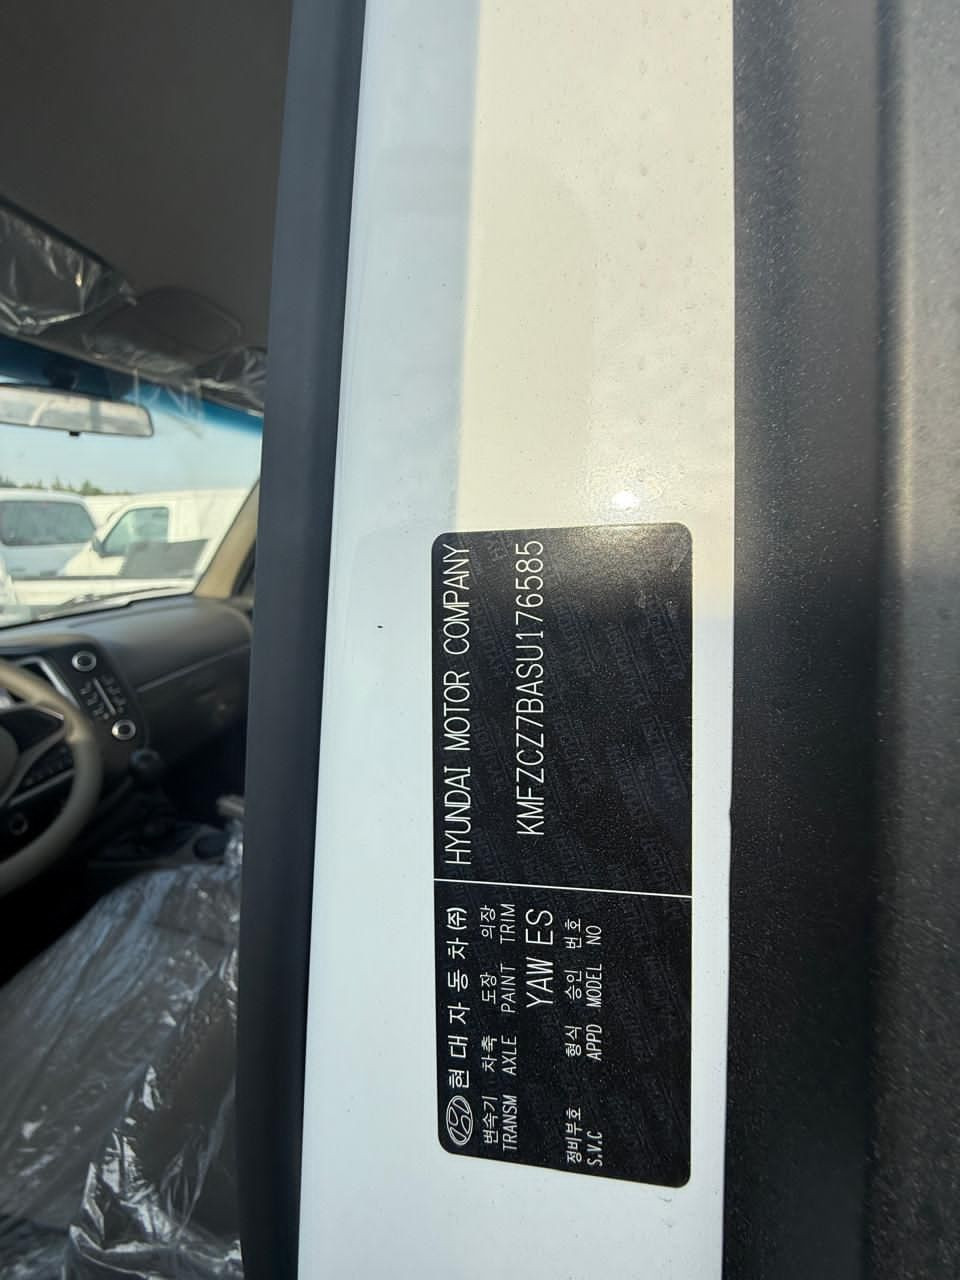 현대자동차(주) HYUNDAI MOTOR COMPANY
변속기 차축 도장 의장
TRANSM AXLE PAINT TRIM KMFZCZ7BASU176585
YAW ES
정비부호 형식 승인 번호
S.V.C APPD MODEL NO